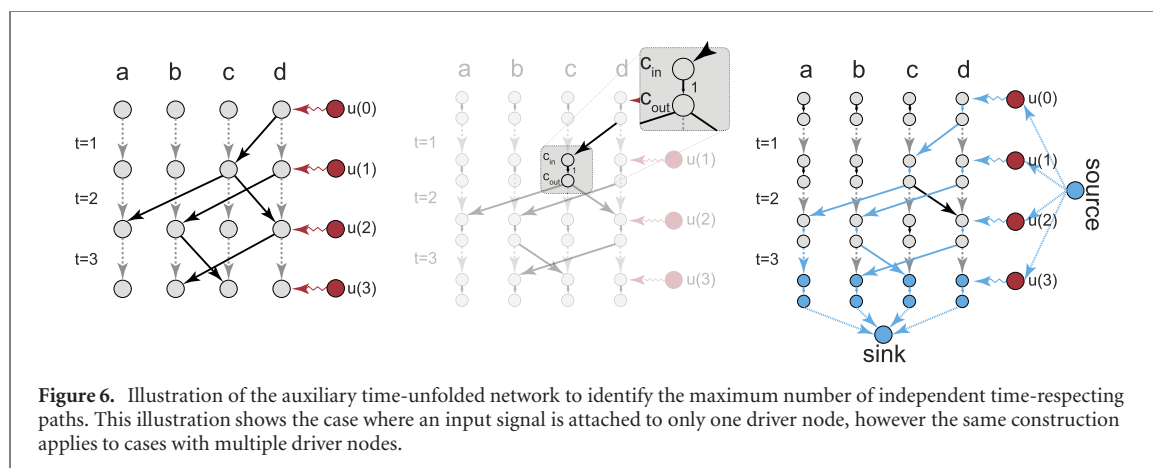 a b c d
u(0)
t=1
u(1)
t=2
u(2)
t=3
u(3)
a b c d
c_in
1
c_out
t=1
c_in
1
c_out
u(1)
t=2
u(2)
t=3
u(3)
a b c d
u(0)
t=1
u(1)
source
t=2
u(2)
t=3
u(3)
sink
Figure 6. Illustration of the auxiliary time-unfolded network to identify the maximum number of independent time-respecting
paths. This illustration shows the case where an input signal is attached to only one driver node, however the same construction
applies to cases with multiple driver nodes.